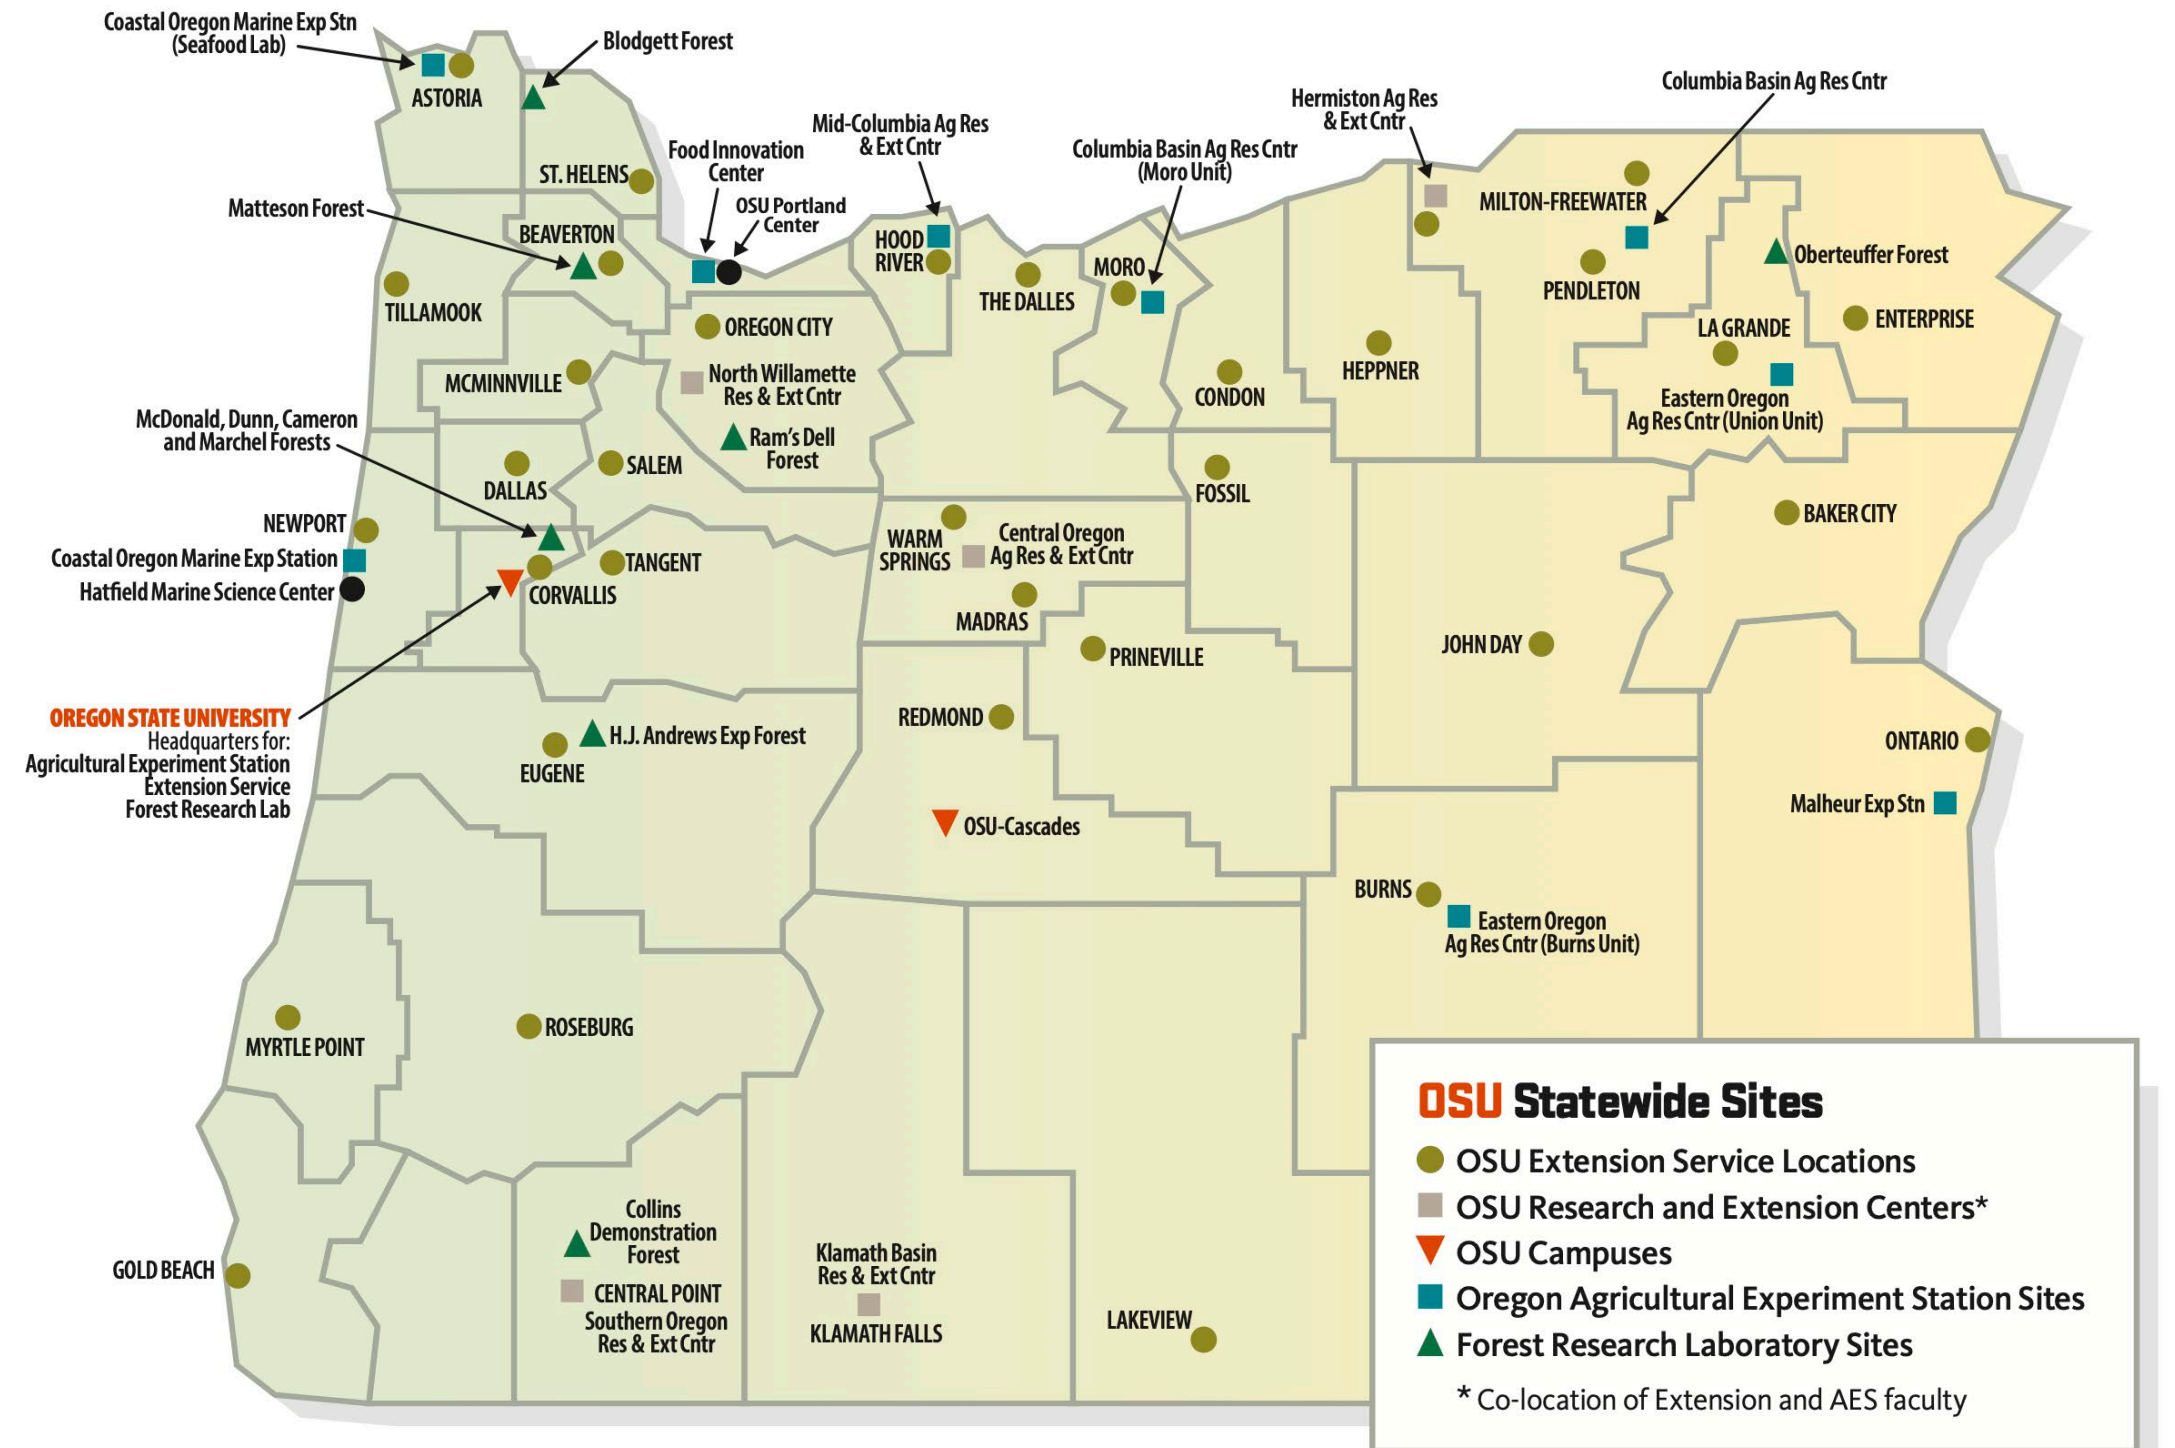 Coastal Oregon Marine Exp Stn
(Seafood Lab)
ASTORIA
Blodgett Forest
ST. HELENS
Matteson Forest
BEAVERTON
Food Innovation
Center
OSU Portland
Center
Mid-Columbia Ag Res
& Ext Cntr
HOOD
RIVER
THE DALLES
Columbia Basin Ag Res Cntr
(Moro Unit)
MORO
Hermiston Ag Res
& Ext Cntr
Columbia Basin Ag Res Cntr
MILTON-FREEWATER
PENDLETON
Oberteuffer Forest
LA GRANDE
ENTERPRISE
Eastern Oregon
Ag Res Cntr (Union Unit)
TILLAMOOK
OREGON CITY
MCMINNVILLE
North Willamette
Res & Ext Cntr
Ram's Dell
Forest
CONDON
HEPPNER
McDonald, Dunn, Cameron
and Marchel Forests
DALLAS
SALEM
FOSSIL
BAKER CITY
NEWPORT
Coastal Oregon Marine Exp Station
Hatfield Marine Science Center
CORVALLIS
TANGENT
WARM
SPRINGS
Central Oregon
Ag Res & Ext Cntr
MADRAS
PRINEVILLE
JOHN DAY
OREGON STATE UNIVERSITY
Headquarters for:
Agricultural Experiment Station
Extension Service
Forest Research Lab
EUGENE
H.J. Andrews Exp Forest
REDMOND
OSU-Cascades
ONTARIO
Malheur Exp Stn
BURNS
Eastern Oregon
Ag Res Cntr (Burns Unit)
MYRTLE POINT
ROSEBURG
GOLD BEACH
Collins
Demonstration
Forest
CENTRAL POINT
Southern Oregon
Res & Ext Cntr
Klamath Basin
Res & Ext Cntr
KLAMATH FALLS
LAKEVIEW
OSU Statewide Sites
OSU Extension Service Locations
OSU Research and Extension Centers*
OSU Campuses
Oregon Agricultural Experiment Station Sites
Forest Research Laboratory Sites
* Co-location of Extension and AES faculty